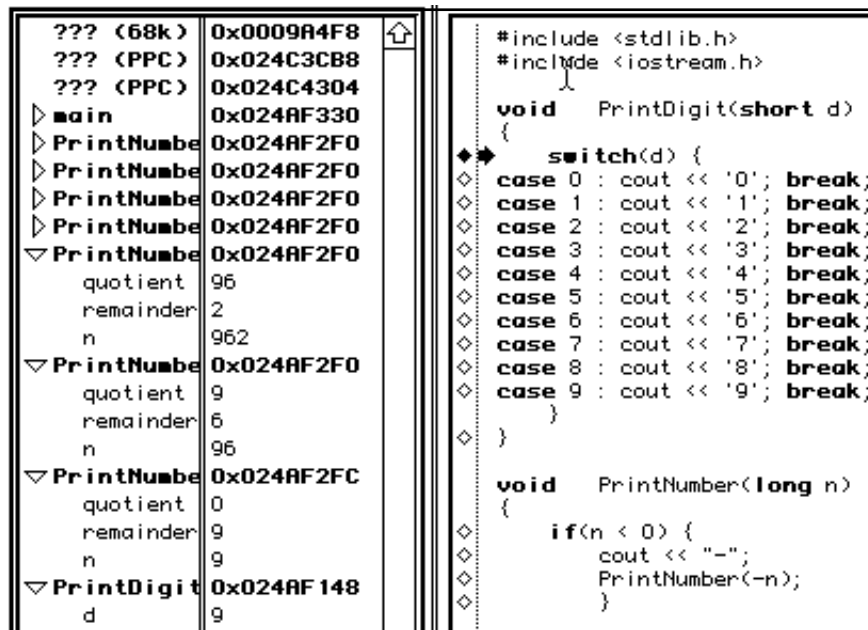 ??? (68k) 0x0009A4F8
??? (PPC) 0x024C3CB8
??? (PPC) 0x024C4304
main 0x024AF330
PrintNumbe 0x024AF2F0
PrintNumbe 0x024AF2F0
PrintNumbe 0x024AF2F0
PrintNumbe 0x024AF2F0
PrintNumbe 0x024AF2F0
quotient 96
remainder 2
n 962
PrintNumbe 0x024AF2F0
quotient 9
remainder 6
n 96
PrintNumbe 0x024AF2FC
quotient 0
remainder 9
n 9
PrintDigit 0x024AF148
d 9
#include <stdlib.h>
#include <iostream.h>
void PrintDigit(short d)
{
switch(d) {
case 0 : cout << '0'; break;
case 1 : cout << '1'; break;
case 2 : cout << '2'; break;
case 3 : cout << '3'; break;
case 4 : cout << '4'; break;
case 5 : cout << '5'; break;
case 6 : cout << '6'; break;
case 7 : cout << '7'; break;
case 8 : cout << '8'; break;
case 9 : cout << '9'; break;
}
}
void PrintNumber(long n)
{
if(n < 0) {
cout << "-";
PrintNumber(-n);
}